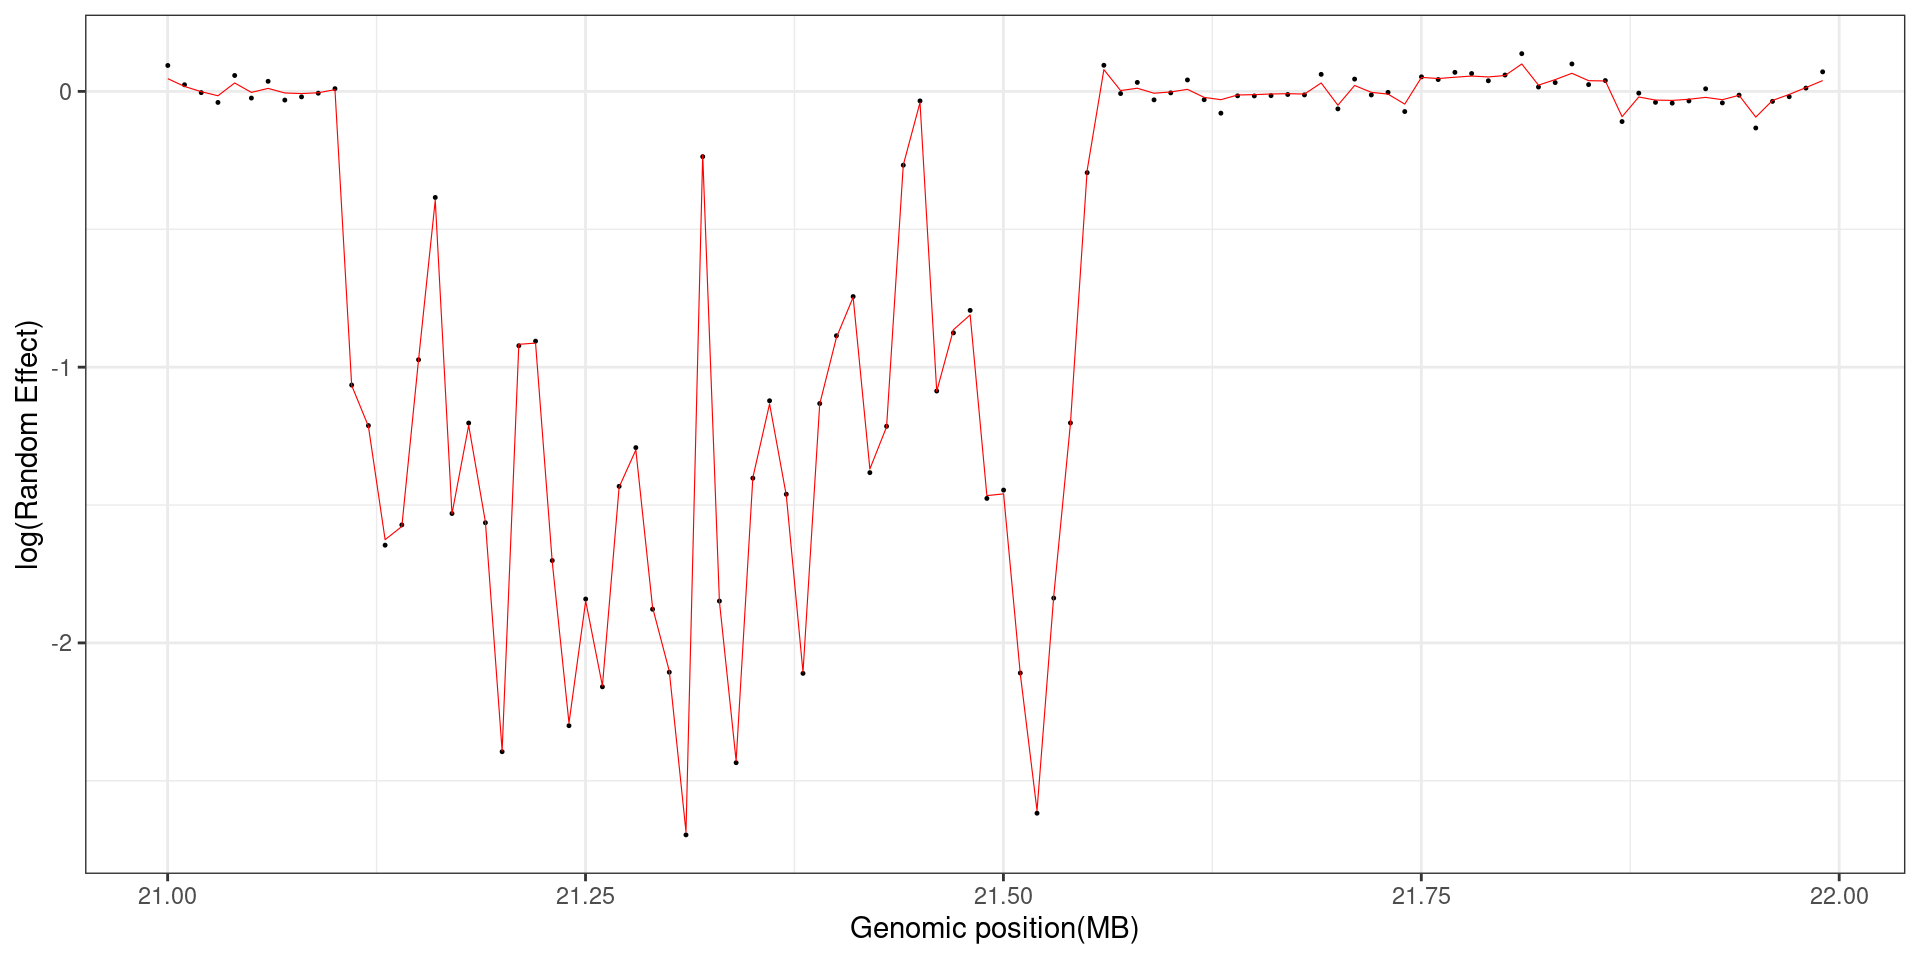 log(Random Effect)
0
-1
-2
21.00 21.25 21.50 21.75 22.00
Genomic position(MB)